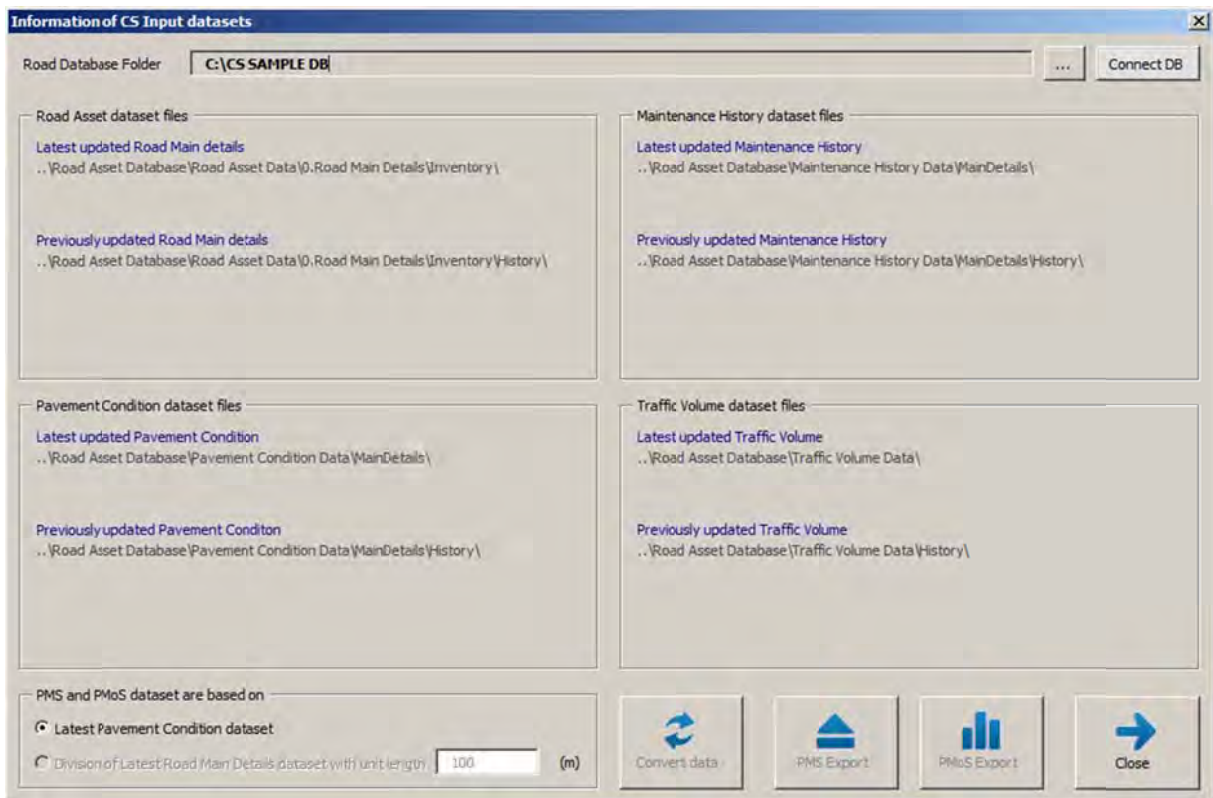 Information of CS Input datasets
Road Database Folder C:\CS SAMPLE DB ... Connect DB
Road Asset dataset files
Latest updated Road Main details
..\Road Asset Database\Road Asset Data\0.Road Main Details\Inventory\
Previously updated Road Main details
..\Road Asset Database\Road Asset Data\0.Road Main Details\Inventory\History\
Maintenance History dataset files
Latest updated Maintenance History
..\Road Asset Database\Maintenance History Data\MainDetails\
Previously updated Maintenance History
..\Road Asset Database\Maintenance History Data\MainDetails\History\
Pavement Condition dataset files
Latest updated Pavement Condition
..\Road Asset Database\Pavement Condition Data\MainDetails\
Previously updated Pavement Conditon
..\Road Asset Database\Pavement Condition Data\MainDetails\History\
Traffic Volume dataset files
Latest updated Traffic Volume
..\Road Asset Database\Traffic Volume Data\
Previously updated Traffic Volume
..\Road Asset Database\Traffic Volume Data\History\
PMS and PMoS dataset are based on
Latest Pavement Condition dataset
Division of Latest Road Main Details dataset with unit length 100 (m)
Convert data
PMS Export
PMoS Export
Close